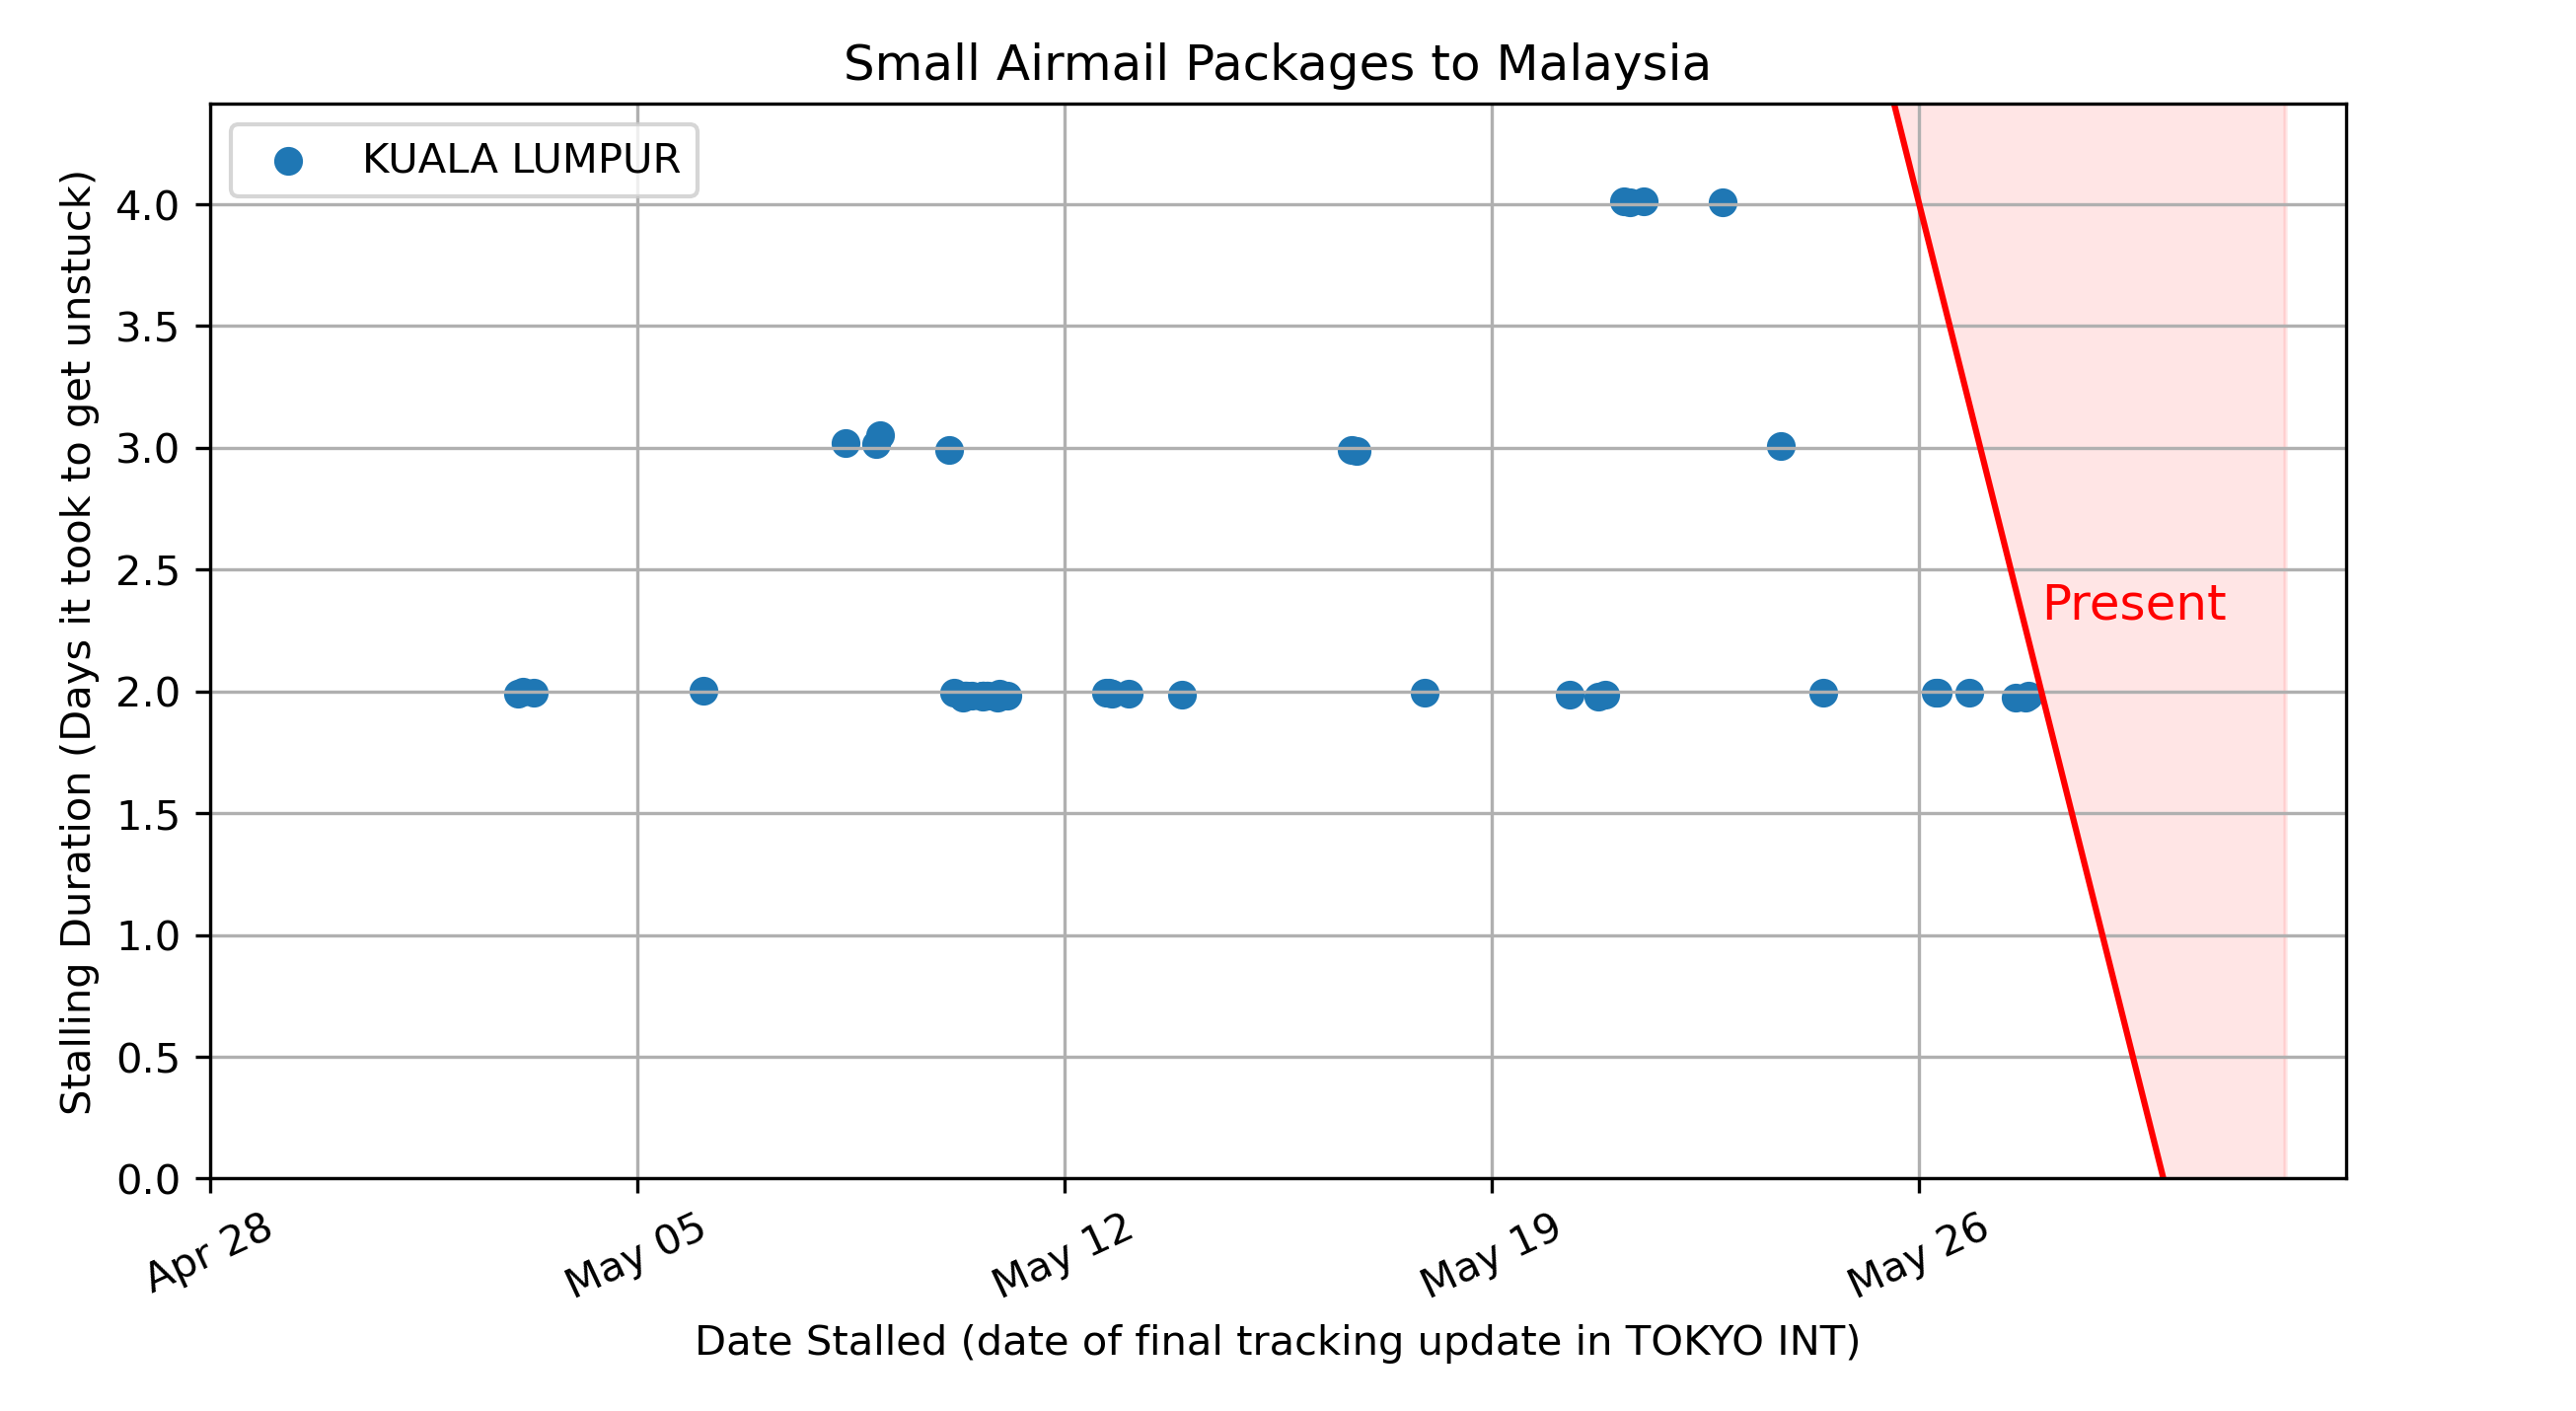 Small Airmail Packages to Malaysia
KUALA LUMPUR
Stalling Duration (Days it took to get unstuck)
4.0
3.5
3.0
2.5
2.0
1.5
1.0
0.5
0.0
Present
Apr 28
May 05
May 12
May 19
May 26
Date Stalled (date of final tracking update in TOKYO INT)